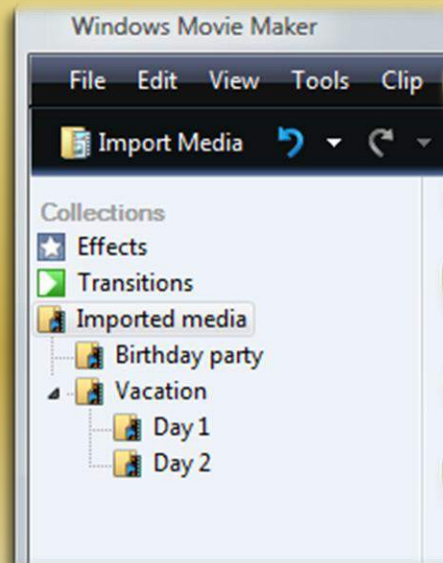 Windows Movie Maker
File Edit View Tools Clip
Import Media
Collections
Effects
Transitions
Imported media
Birthday party
Vacation
Day 1
Day 2